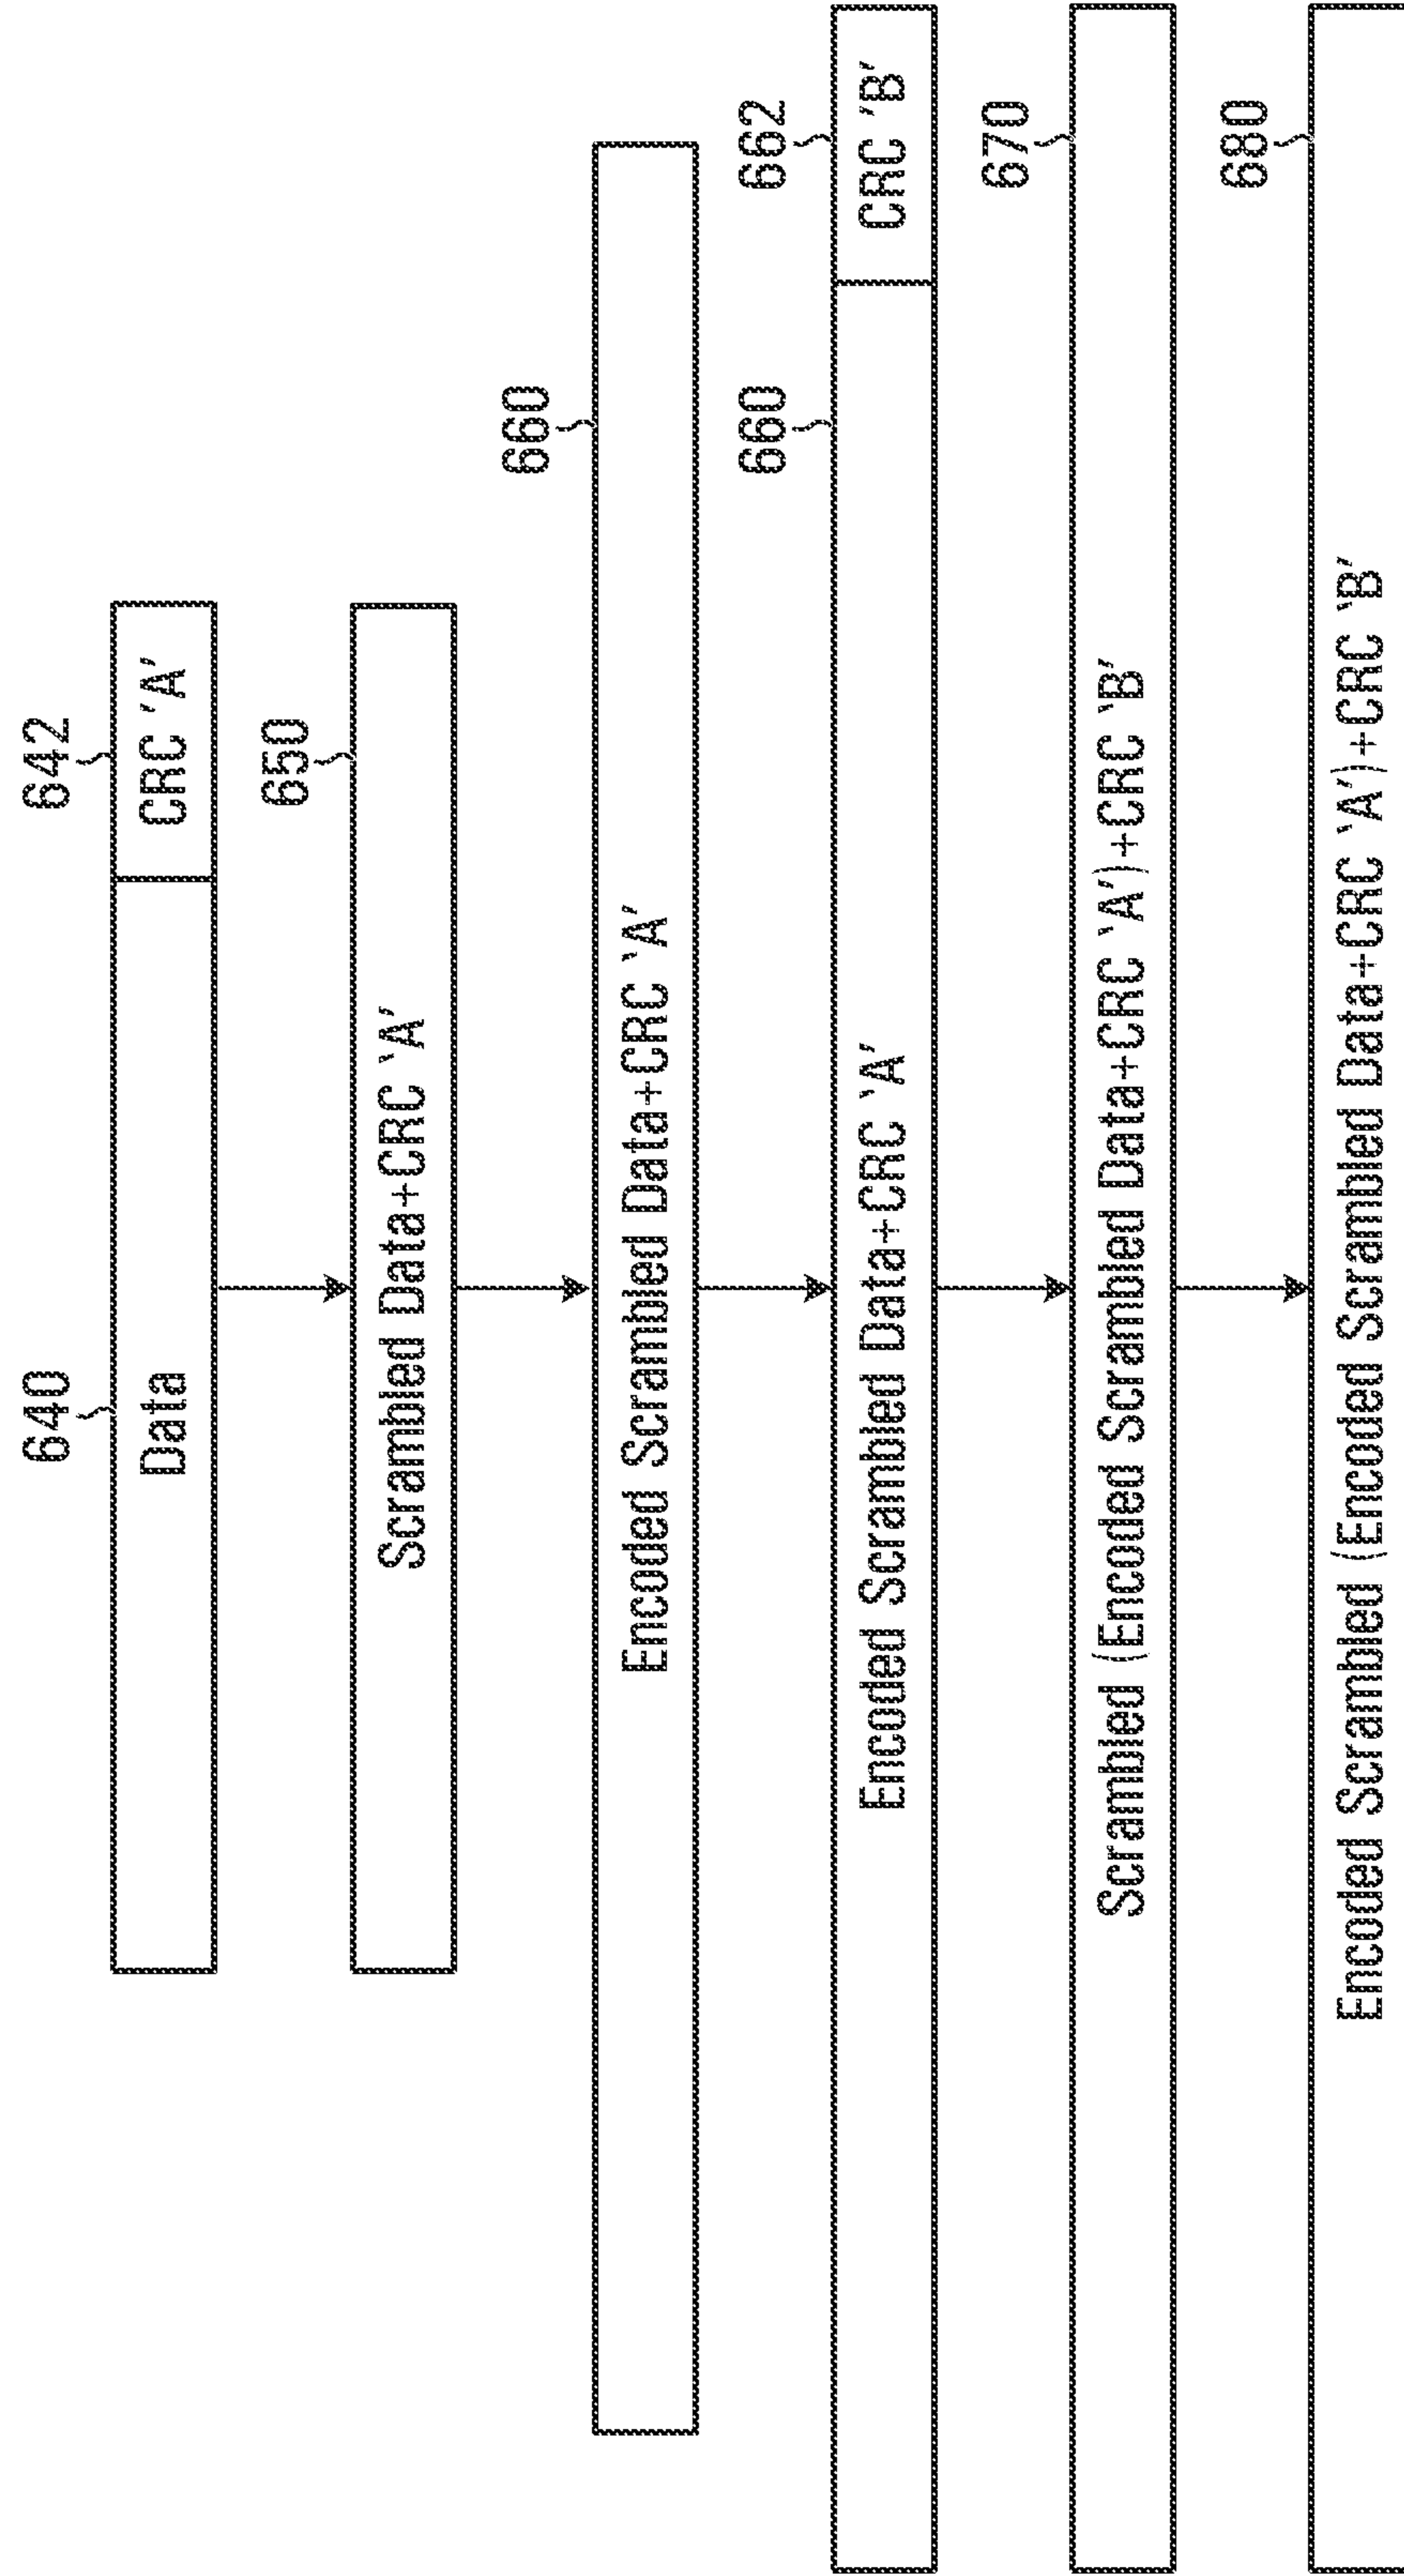 640
642
Data
CRC 'A'
650
Scrambled Data+CRC 'A'
660
Encoded Scrambled Data+CRC 'A'
660
662
Encoded Scrambled Data+CRC 'A'
CRC 'B'
670
Scrambled (Encoded Scrambled Data+CRC 'A')+CRC 'B'
680
Encoded Scrambled (Encoded Scrambled Data+CRC 'A')+CRC 'B'